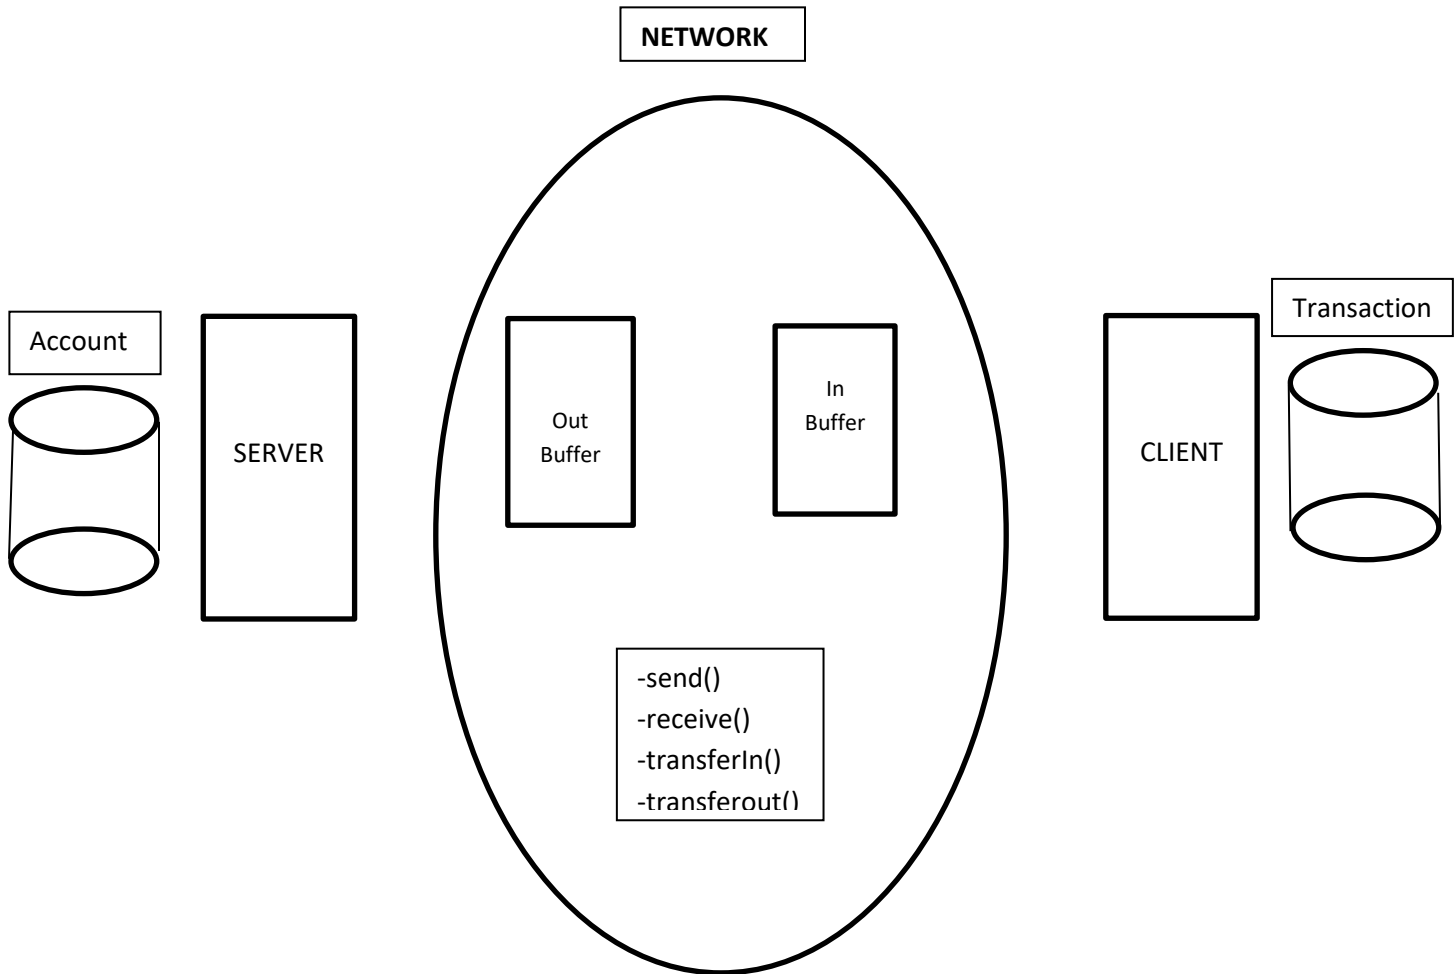 NETWORK
Account
SERVER
Out
Buffer
In
Buffer
CLIENT
Transaction
-send()
-receive()
-transferIn()
-transferout()